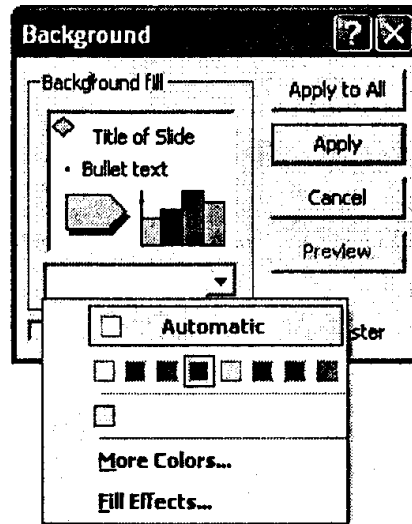 Background
Background fill
Apply to All
Title of Slide
Apply
• Bullet text
Cancel
Preview
Automatic
ster
More Colors...
Fill Effects...